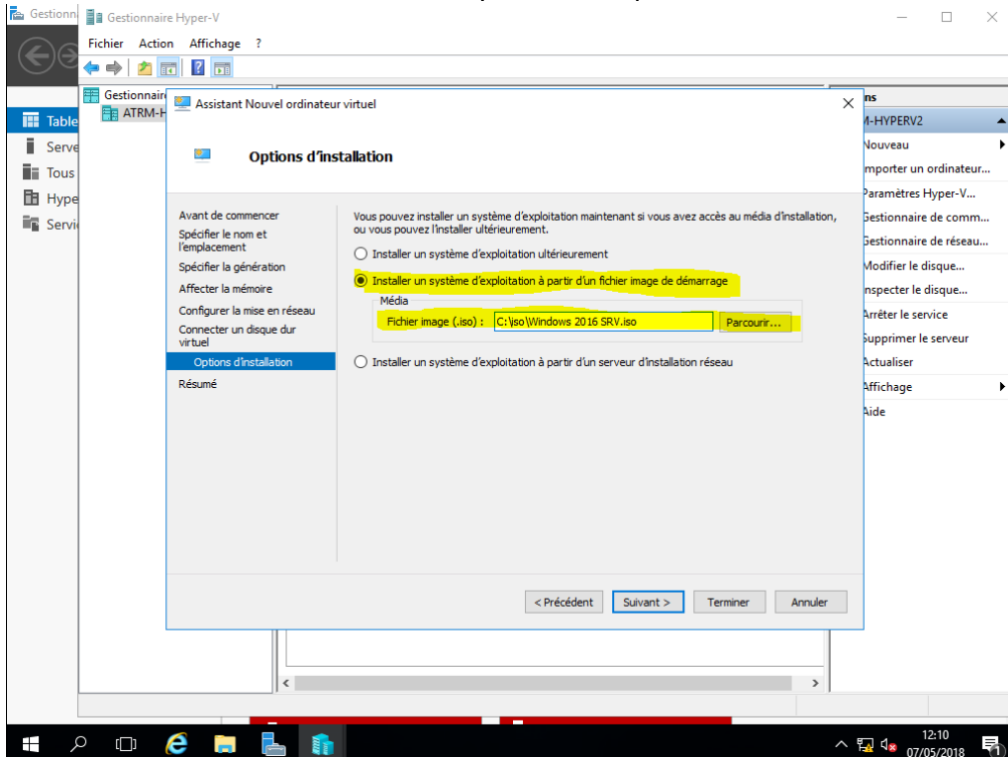 Gestionn
Gestionnaire Hyper-V
Fichier Action Affichage ?
Gestionnair
ATRM-H
Table
Serve
Tous
Hype
Servi
Assistant Nouvel ordinateur virtuel
Options d'installation
Avant de commencer
Spécifier le nom et
l'emplacement
Spécifier la génération
Affecter la mémoire
Configurer la mise en réseau
Connecter un disque dur
virtuel
Options d'installation
Résumé
Vous pouvez installer un système d'exploitation maintenant si vous avez accès au média d'installation,
ou vous pouvez l'installer ultérieurement.
Installer un système d'exploitation ultérieurement
Installer un système d'exploitation à partir d'un fichier image de démarrage
Média
Fichier image (.iso) : C:\iso\Windows 2016 SRV.iso Parcourir...
Installer un système d'exploitation à partir d'un serveur d'installation réseau
< Précédent Suivant > Terminer Annuler
ns
M-HYPERV2
Nouveau
mporter un ordinateur...
Paramètres Hyper-V...
Gestionnaire de comm...
Gestionnaire de réseau...
Modifier le disque...
nspecter le disque...
Arrêter le service
Supprimer le serveur
Actualiser
Affichage
Aide
12:10
07/05/2018
1